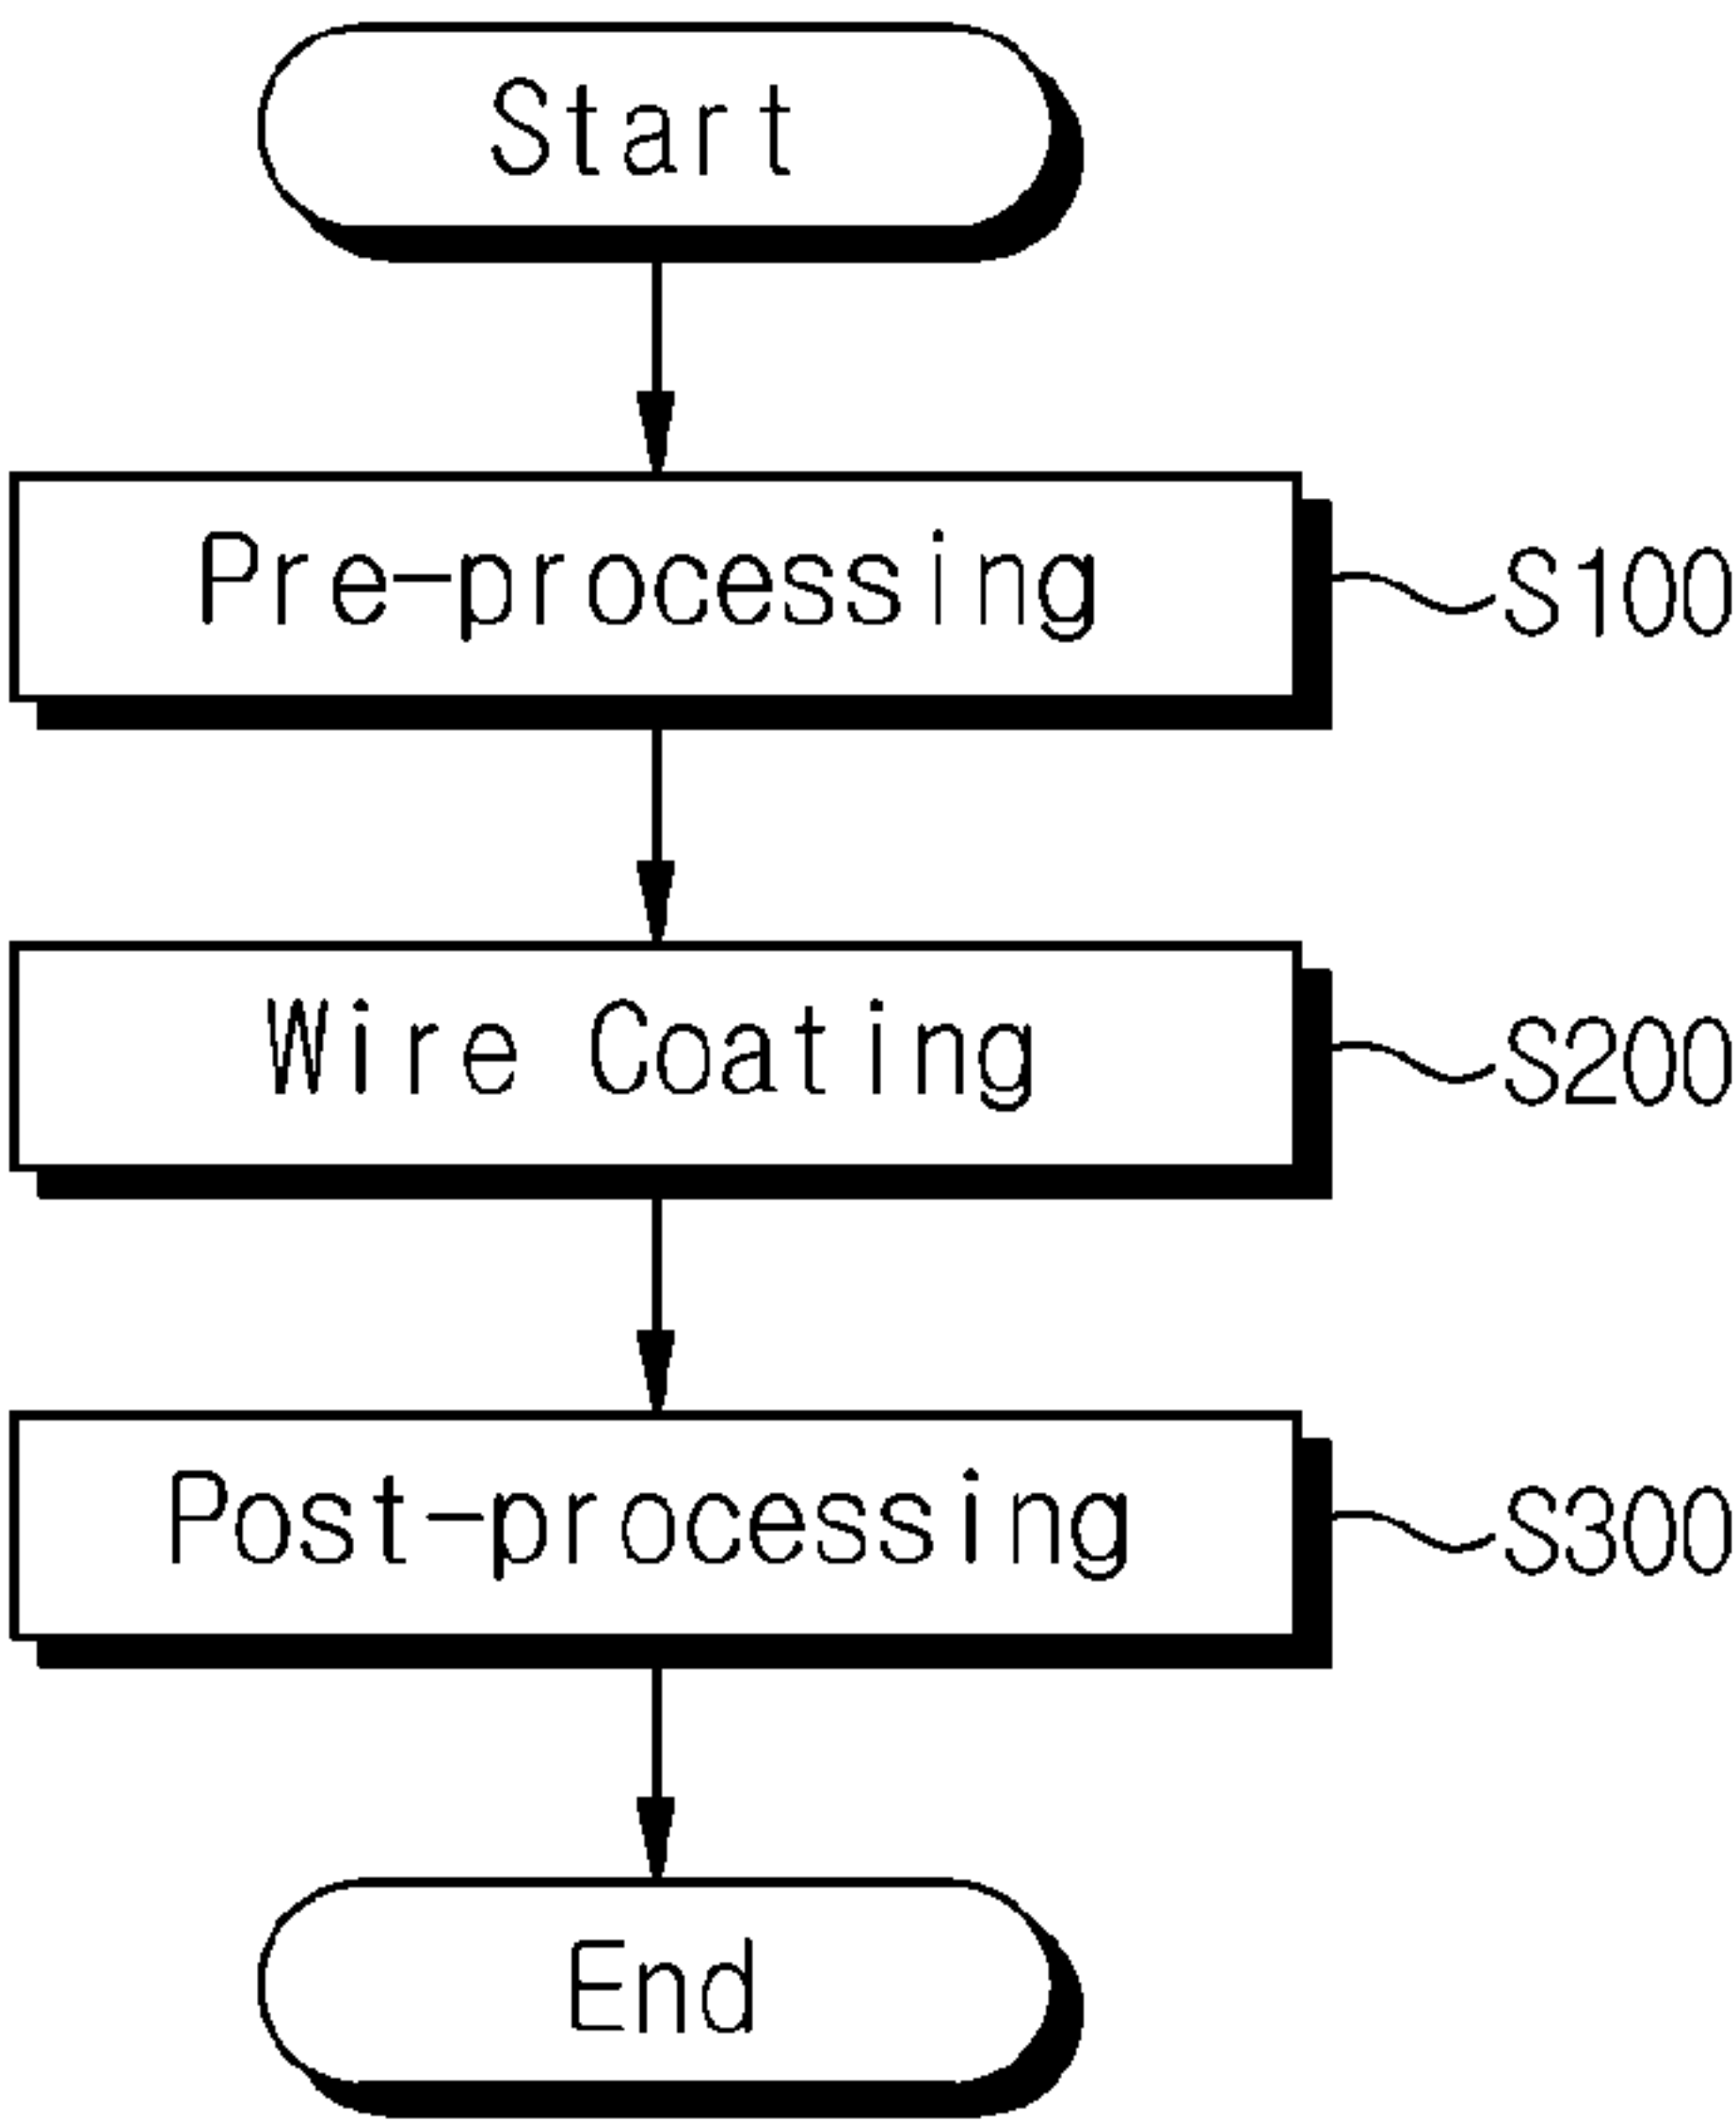 Start
Pre-processing
S100
Wire Coating
S200
Post-processing
S300
End